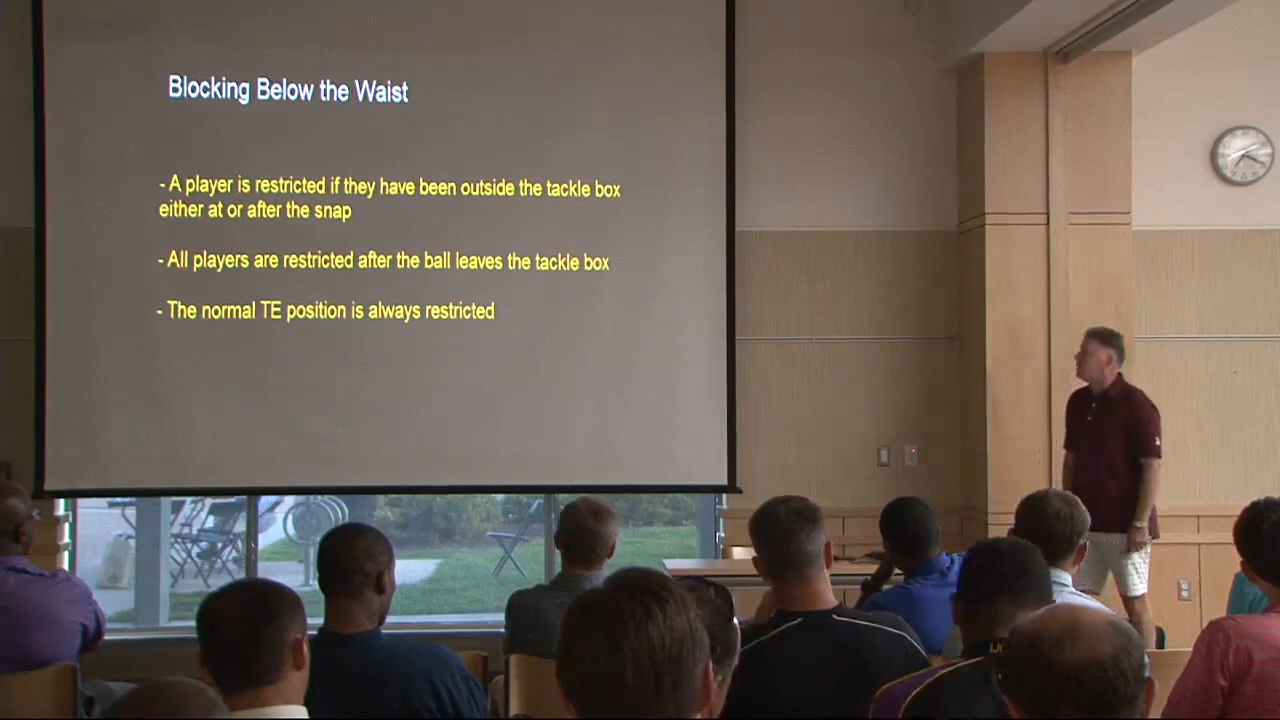 Blocking Below the Waist
- A player is restricted if they have been outside the tackle box
either at or after the snap
- All players are restricted after the ball leaves the tackle box
- The normal TE position is always restricted